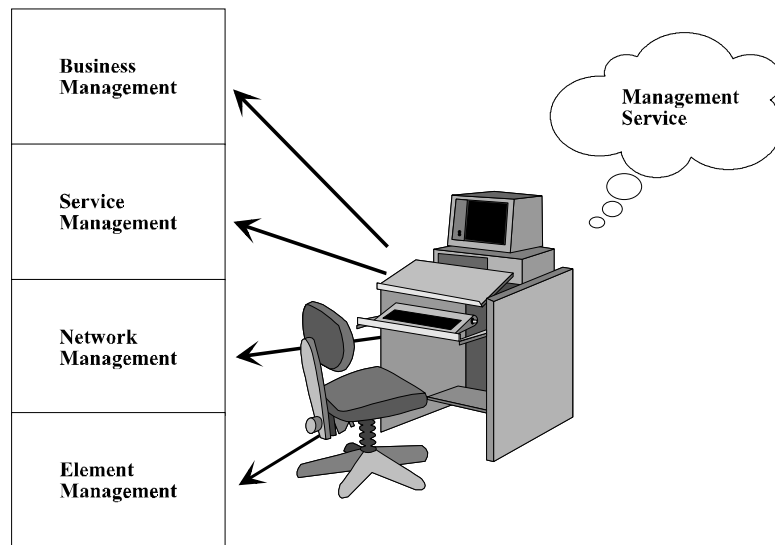 Business
Management
Service
Management
Network
Management
Element
Management
Management
Service